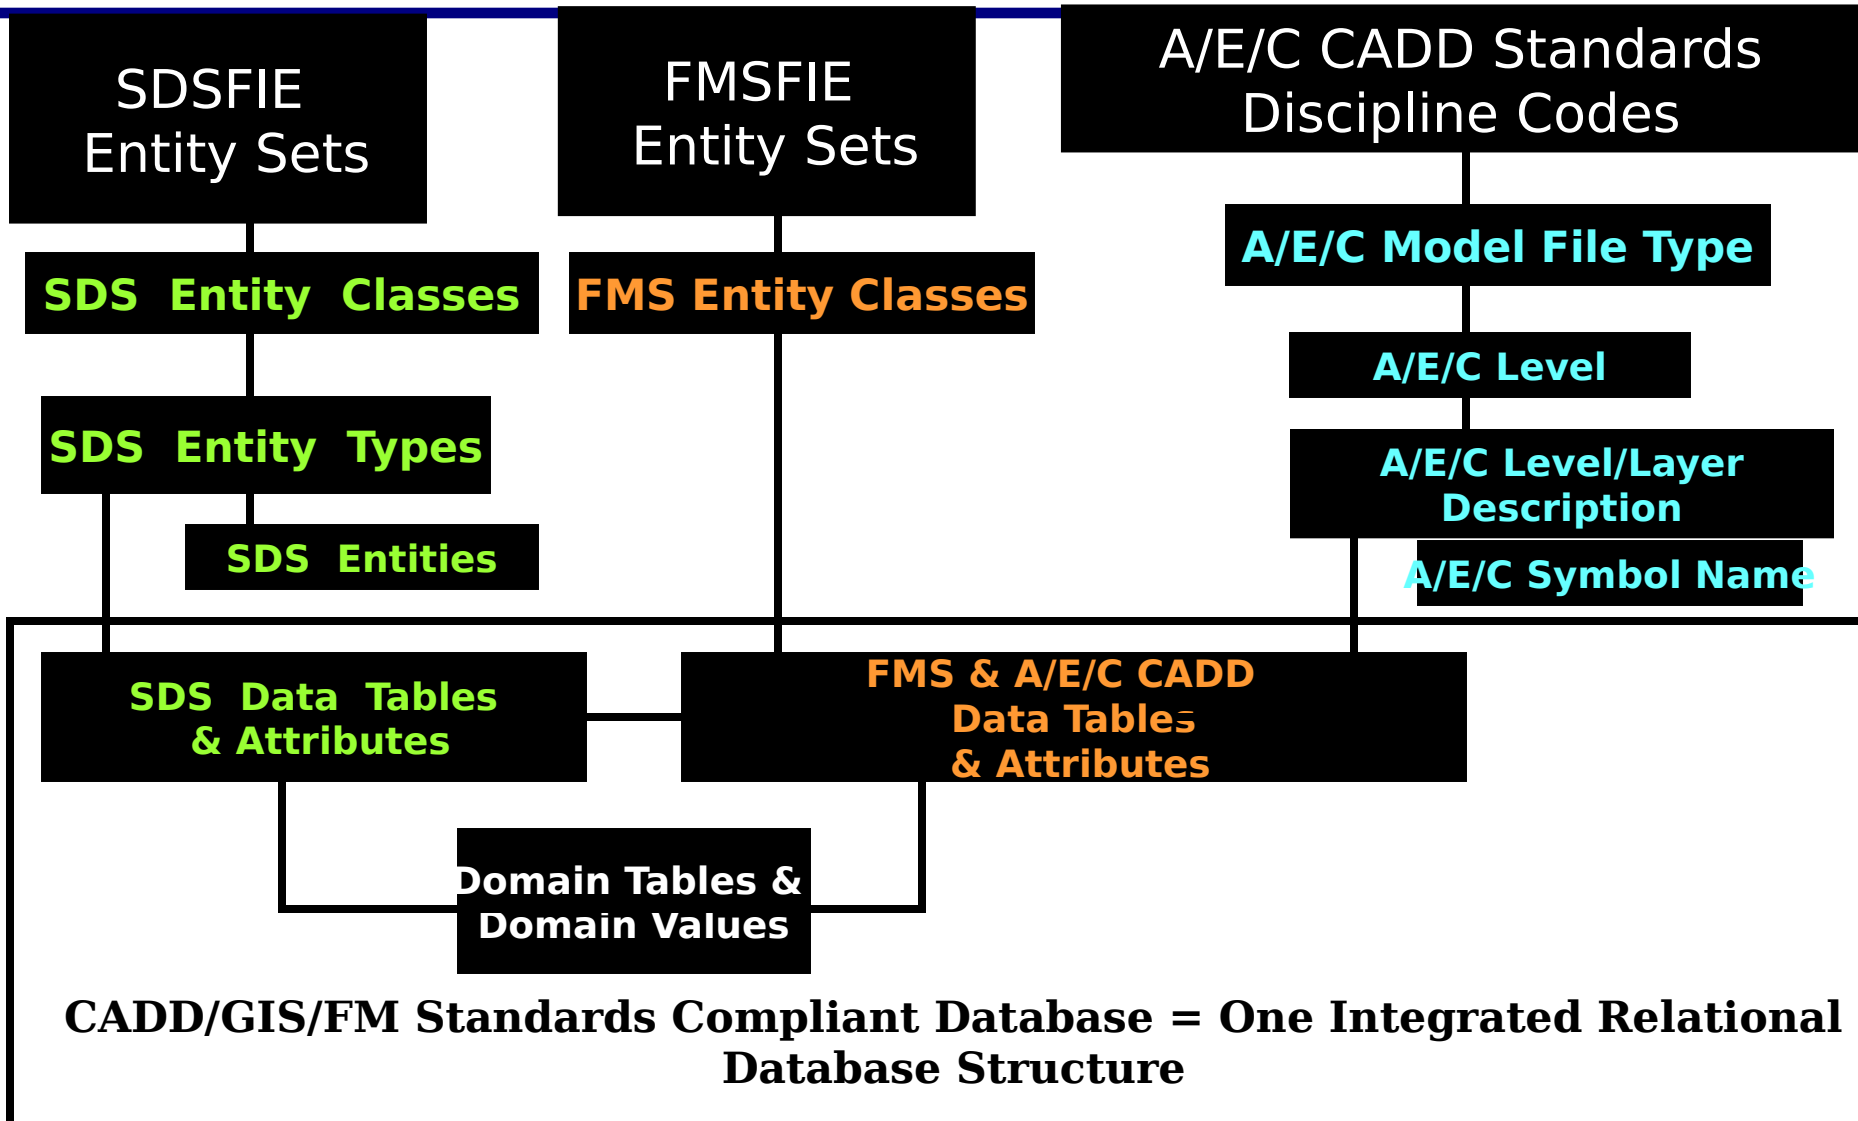 SDSFIE
Entity Sets
FMSFIE
Entity Sets
A/E/C CADD Standards
Discipline Codes
SDS Entity Classes
FMS Entity Classes
A/E/C Model File Type
A/E/C Level
SDS Entity Types
A/E/C Level/Layer
Description
SDS Entities
A/E/C Symbol Name
SDS Data Tables
& Attributes
FMS & A/E/C CADD
Data Tables
& Attributes
Domain Tables &
Domain Values
CADD/GIS/FM Standards Compliant Database = One Integrated Relational
Database Structure